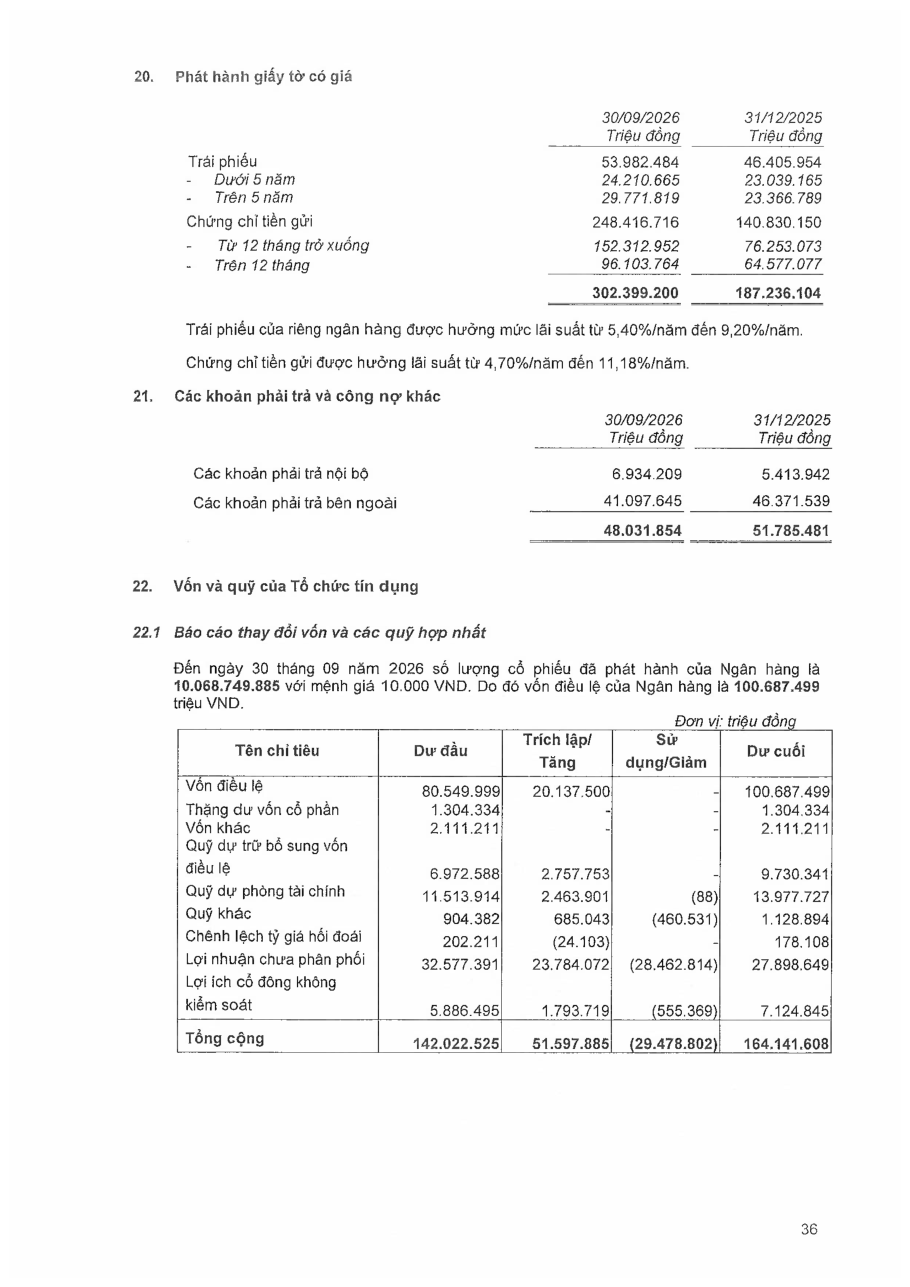 20. Phát hành giấy tờ có giá
30/09/2026 31/12/2025
Triệu đồng Triệu đồng
Trái phiếu 53.982.484 46.405.954
- Dưới 5 năm 24.210.665 23.039.165
- Trên 5 năm 29.771.819 23.366.789
Chứng chỉ tiền gửi 248.416.716 140.830.150
- Từ 12 tháng trở xuống 152.312.952 76.253.073
- Trên 12 tháng 96.103.764 64.577.077
302.399.200 187.236.104
Trái phiếu của riêng ngân hàng được hưởng mức lãi suất từ 5,40%/năm đến 9,20%/năm.
Chứng chỉ tiền gửi được hưởng lãi suất từ 4,70%/năm đến 11,18%/năm.
21. Các khoản phải trả và công nợ khác
30/09/2026 31/12/2025
Triệu đồng Triệu đồng
Các khoản phải trả nội bộ 6.934.209 5.413.942
Các khoản phải trả bên ngoài 41.097.645 46.371.539
48.031.854 51.785.481
22. Vốn và quỹ của Tổ chức tín dụng
22.1 Báo cáo thay đổi vốn và các quỹ hợp nhất
Đến ngày 30 tháng 09 năm 2026 số lượng cổ phiếu đã phát hành của Ngân hàng là
10.068.749.885 với mệnh giá 10.000 VND. Do đó vốn điều lệ của Ngân hàng là 100.687.499
triệu VND.
Đơn vị: triệu đồng
Tên chỉ tiêu Dư đầu Trích lập/ Tăng Sử dụng/Giảm Dư cuối
Vốn điều lệ 80.549.999 20.137.500 - 100.687.499
Thặng dư vốn cổ phần 1.304.334 - - 1.304.334
Vốn khác 2.111.211 - - 2.111.211
Quỹ dự trữ bổ sung vốn
điều lệ 6.972.588 2.757.753 - 9.730.341
Quỹ dự phòng tài chính 11.513.914 2.463.901 (88) 13.977.727
Quỹ khác 904.382 685.043 (460.531) 1.128.894
Chênh lệch tỷ giá hối đoái 202.211 (24.103) - 178.108
Lợi nhuận chưa phân phối 32.577.391 23.784.072 (28.462.814) 27.898.649
Lợi ích cổ đông không
kiểm soát 5.886.495 1.793.719 (555.369) 7.124.845
Tổng cộng 142.022.525 51.597.885 (29.478.802) 164.141.608
36